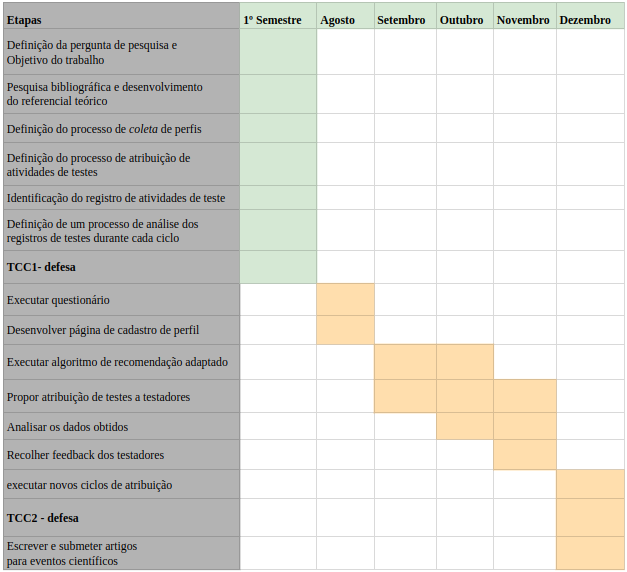 Etapas 1º Semestre Agosto Setembro Outubro Novembro Dezembro
Definição da pergunta de pesquisa e
Objetivo do trabalho
Pesquisa bibliográfica e desenvolvimento
do referencial teórico
Definição do processo de coleta de perfis
Definição do processo de atribuição de
atividades de testes
Identificação do registro de atividades de teste
Definição de um processo de análise dos
registros de testes durante cada ciclo
TCC1- defesa
Executar questionário
Desenvolver página de cadastro de perfil
Executar algoritmo de recomendação adaptado
Propor atribuição de testes a testadores
Analisar os dados obtidos
Recolher feedback dos testadores
executar novos ciclos de atribuição
TCC2 - defesa
Escrever e submeter artigos
para eventos científicos